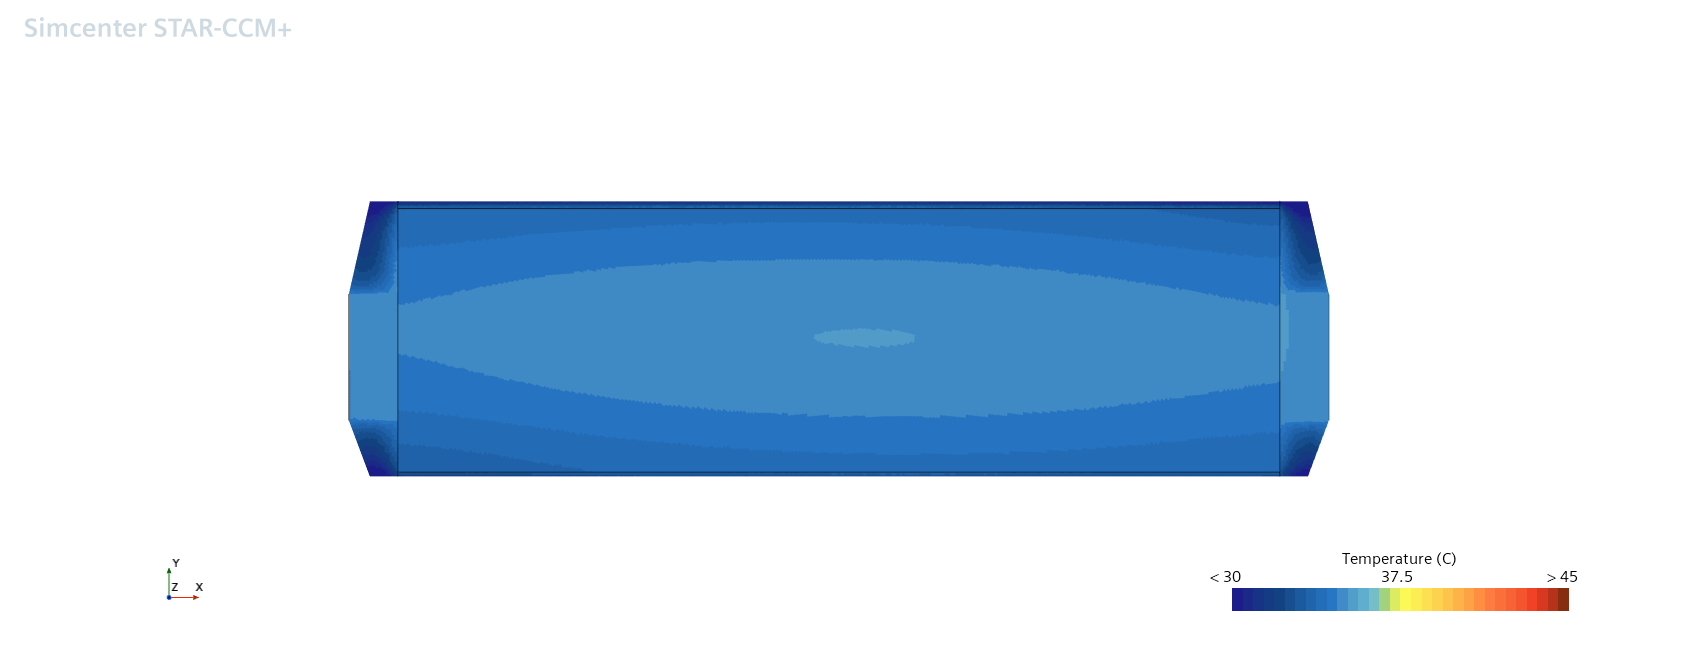 Simcenter STAR-CCM+
Y
Z X
Temperature (C)
< 30 37.5 > 45